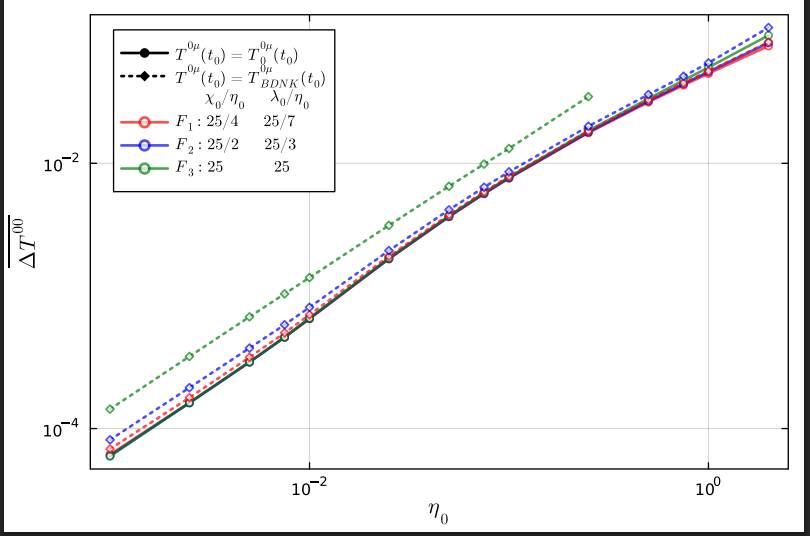 T^{0μ}(t_0) = T_0^{0μ}(t_0)
T^{0μ}(t_0) = T_{BDNK}^{0μ}(t_0)
χ_0/η_0 λ_0/η_0
F_1 : 25/4 25/7
F_2 : 25/2 25/3
F_3 : 25 25
10^{−2}
10^{−4}
\overline{ΔT^{00}}
10^{−2} 10^0
η_0